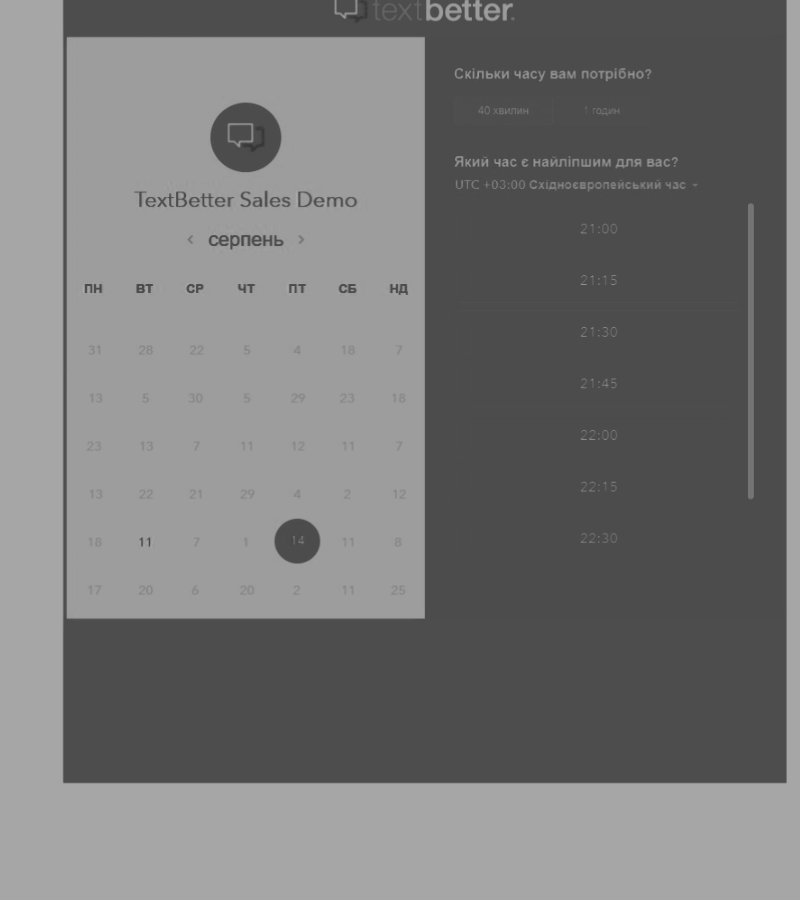 textbetter.
TextBetter Sales Demo
‹ серпень ›
ПН ВТ СР ЧТ ПТ СБ НД
31 28 22 5 4 18 7
13 5 30 5 29 23 18
23 13 7 11 12 11 7
13 22 21 29 4 2 12
18 11 7 1 14 11 8
17 20 6 20 2 11 25
Скільки часу вам потрібно?
40 хвилин 1 годин
Який час є найліпшим для вас?
UTC +03:00 Східноєвропейський час
21:00
21:15
21:30
21:45
22:00
22:15
22:30